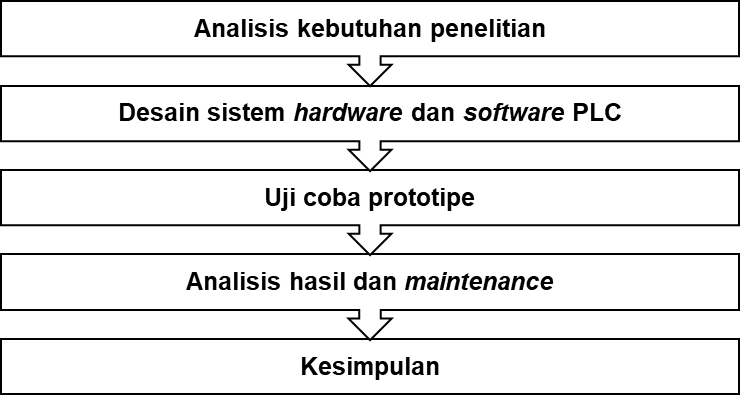 Analisis kebutuhan penelitian
Desain sistem hardware dan software PLC
Uji coba prototipe
Analisis hasil dan maintenance
Kesimpulan